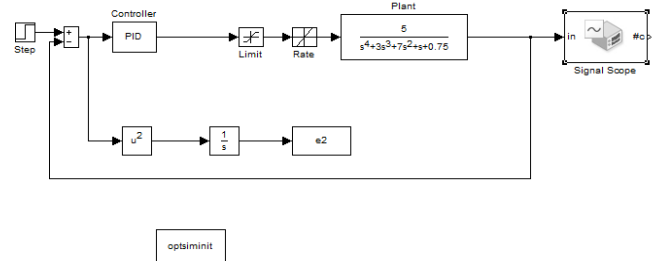 Controller
Plant
Step
+
−
PID
Limit
Rate
5
s⁴+3s³+7s²+s+0.75
in
#c
Signal Scope
u²
1
s
e2
optsiminit